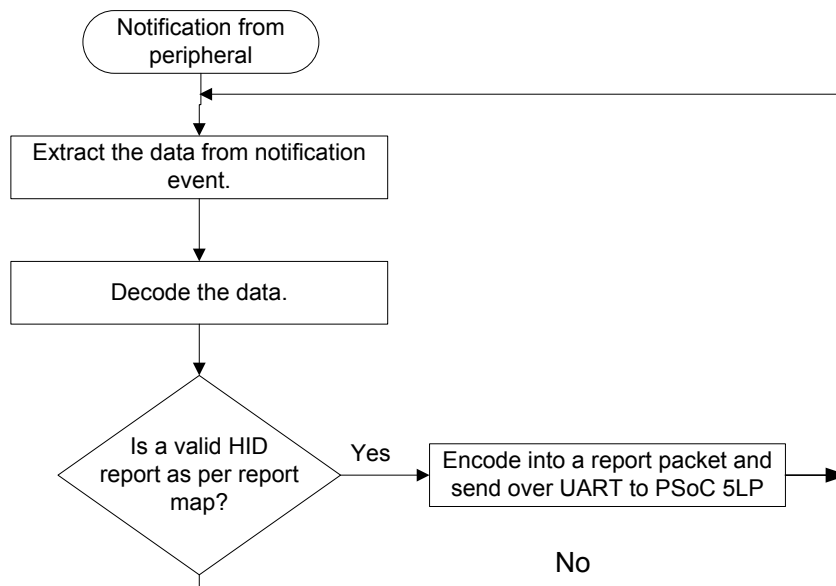 Notification from
peripheral
Extract the data from notification
event.
Decode the data.
Is a valid HID
report as per report
map?
Yes
Encode into a report packet and
send over UART to PSoC 5LP
No